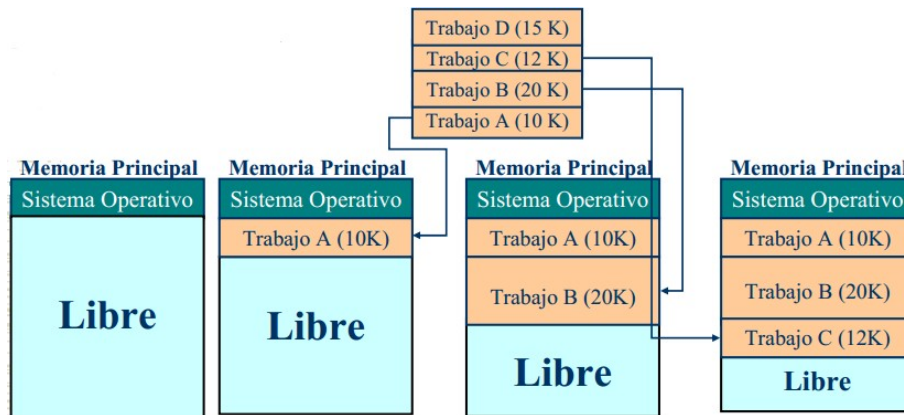 Trabajo D (15 K)
Trabajo C (12 K)
Trabajo B (20 K)
Trabajo A (10 K)
Memoria Principal
Sistema Operativo
Libre
Memoria Principal
Sistema Operativo
Trabajo A (10K)
Libre
Memoria Principal
Sistema Operativo
Trabajo A (10K)
Trabajo B (20K)
Libre
Memoria Principal
Sistema Operativo
Trabajo A (10K)
Trabajo B (20K)
Trabajo C (12K)
Libre